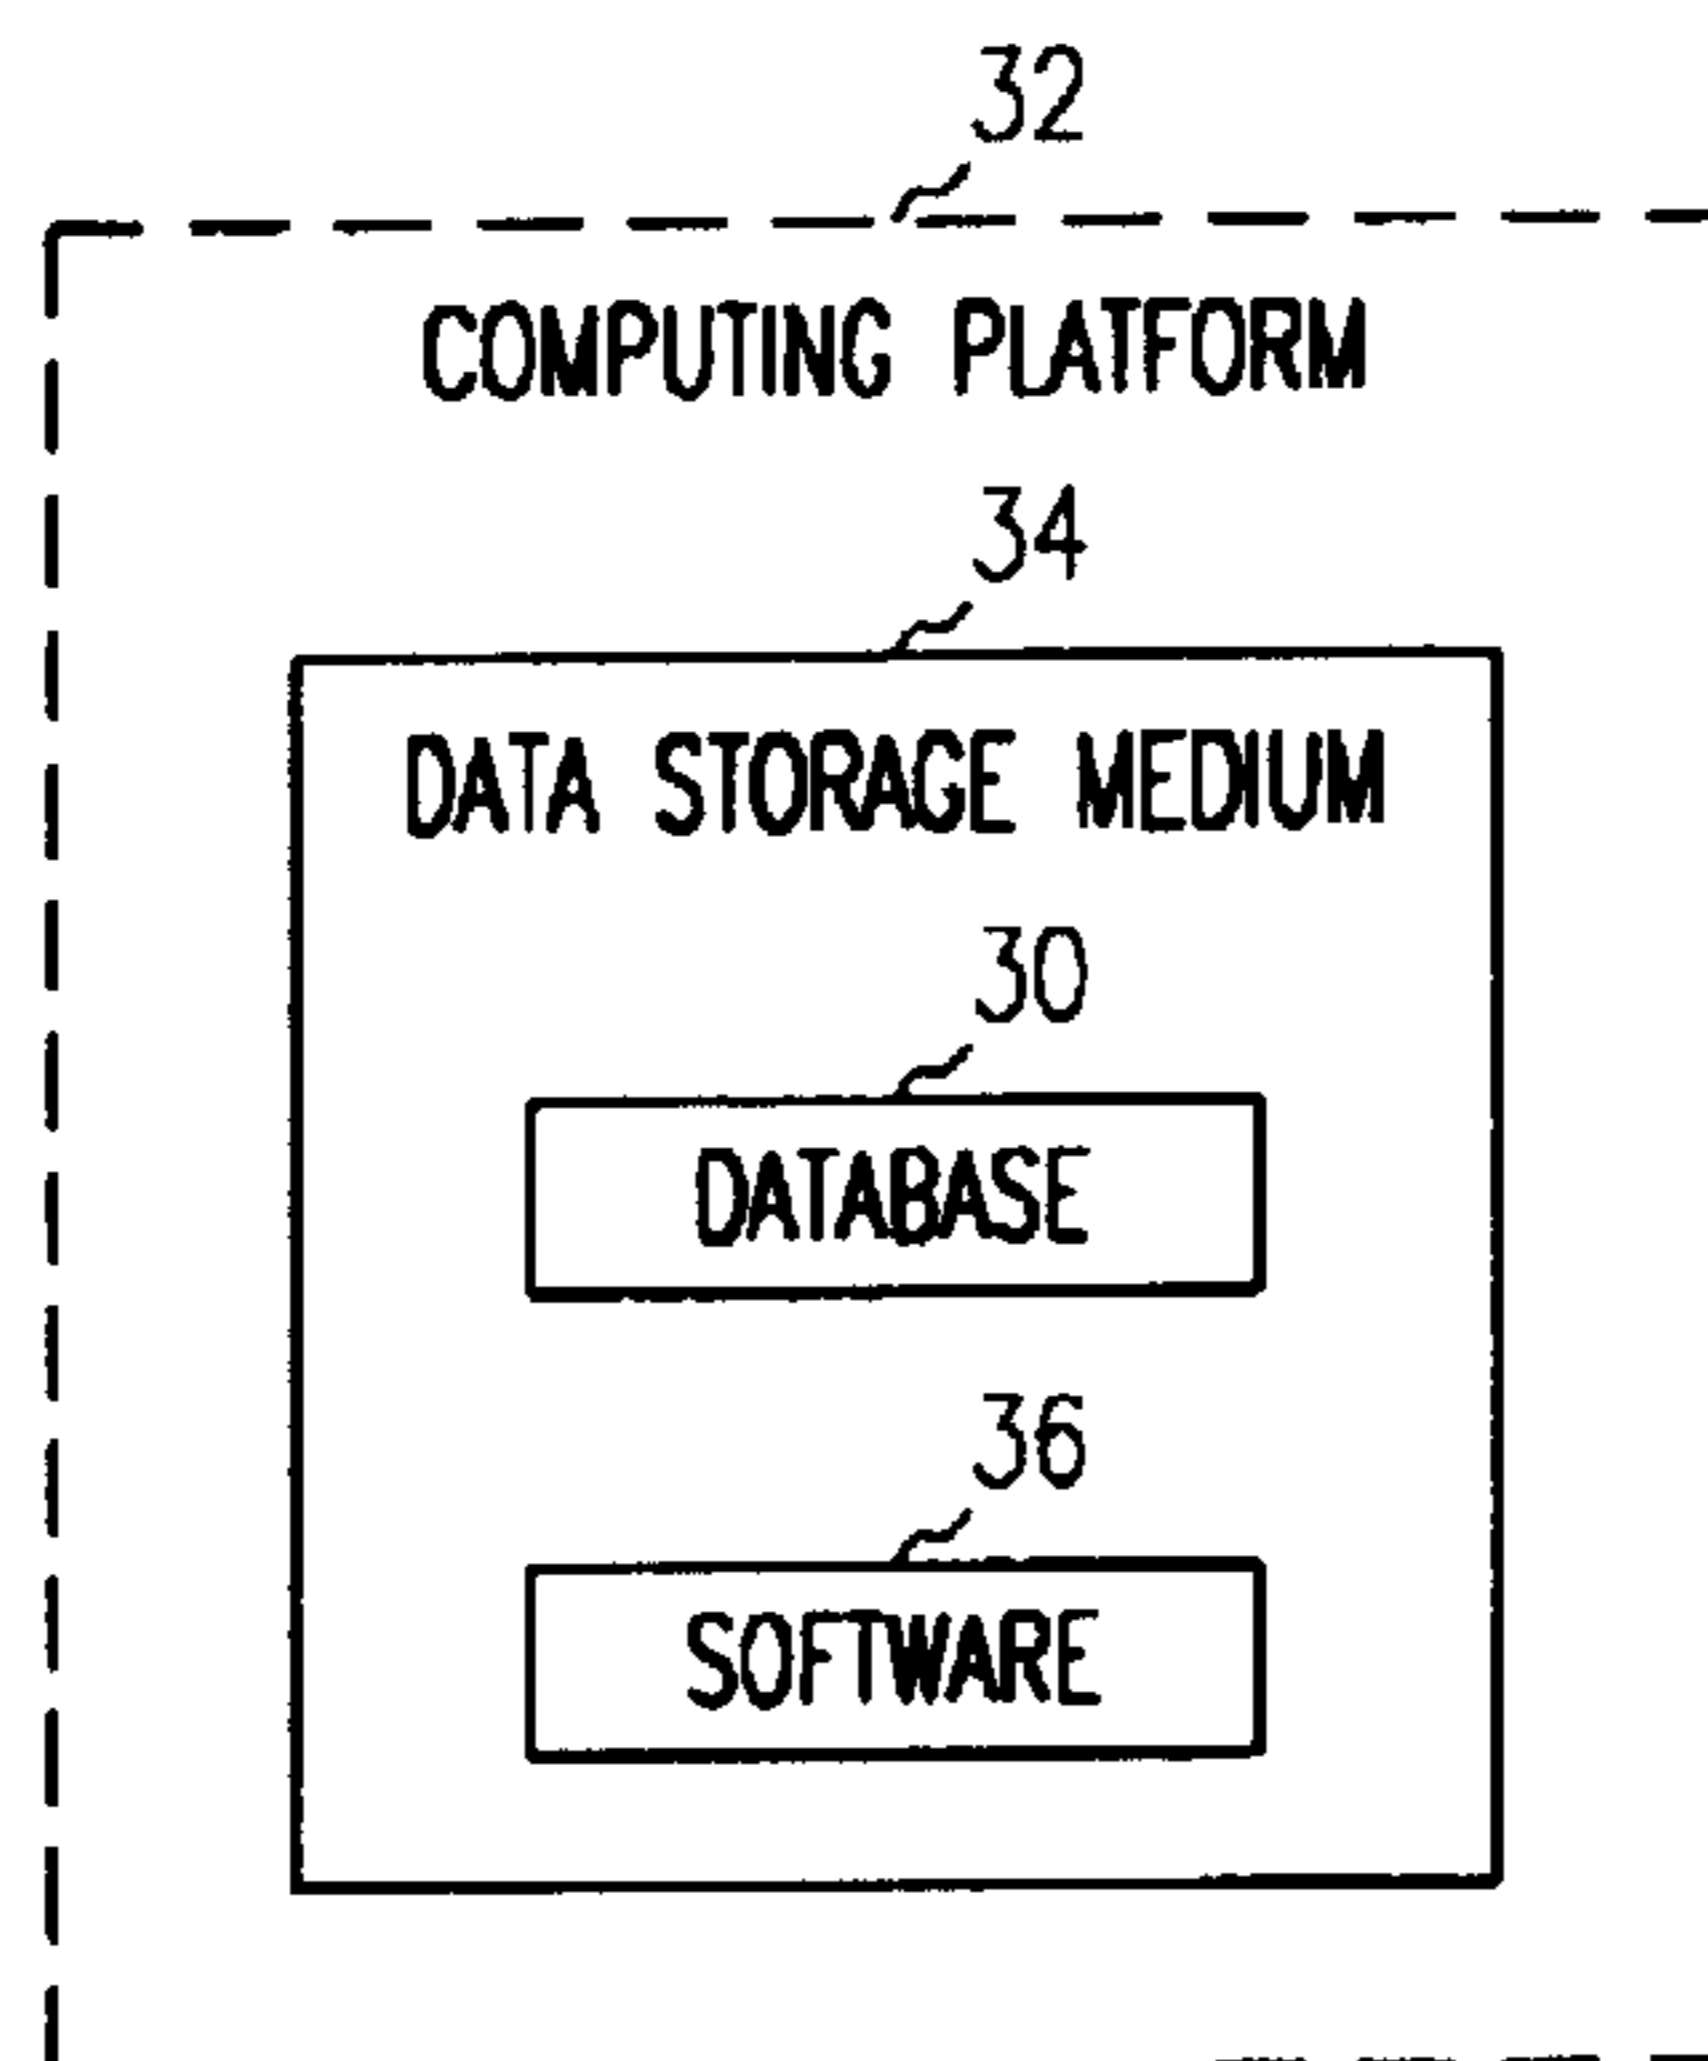 32
COMPUTING PLATFORM
34
DATA STORAGE MEDIUM
30
DATABASE
36
SOFTWARE